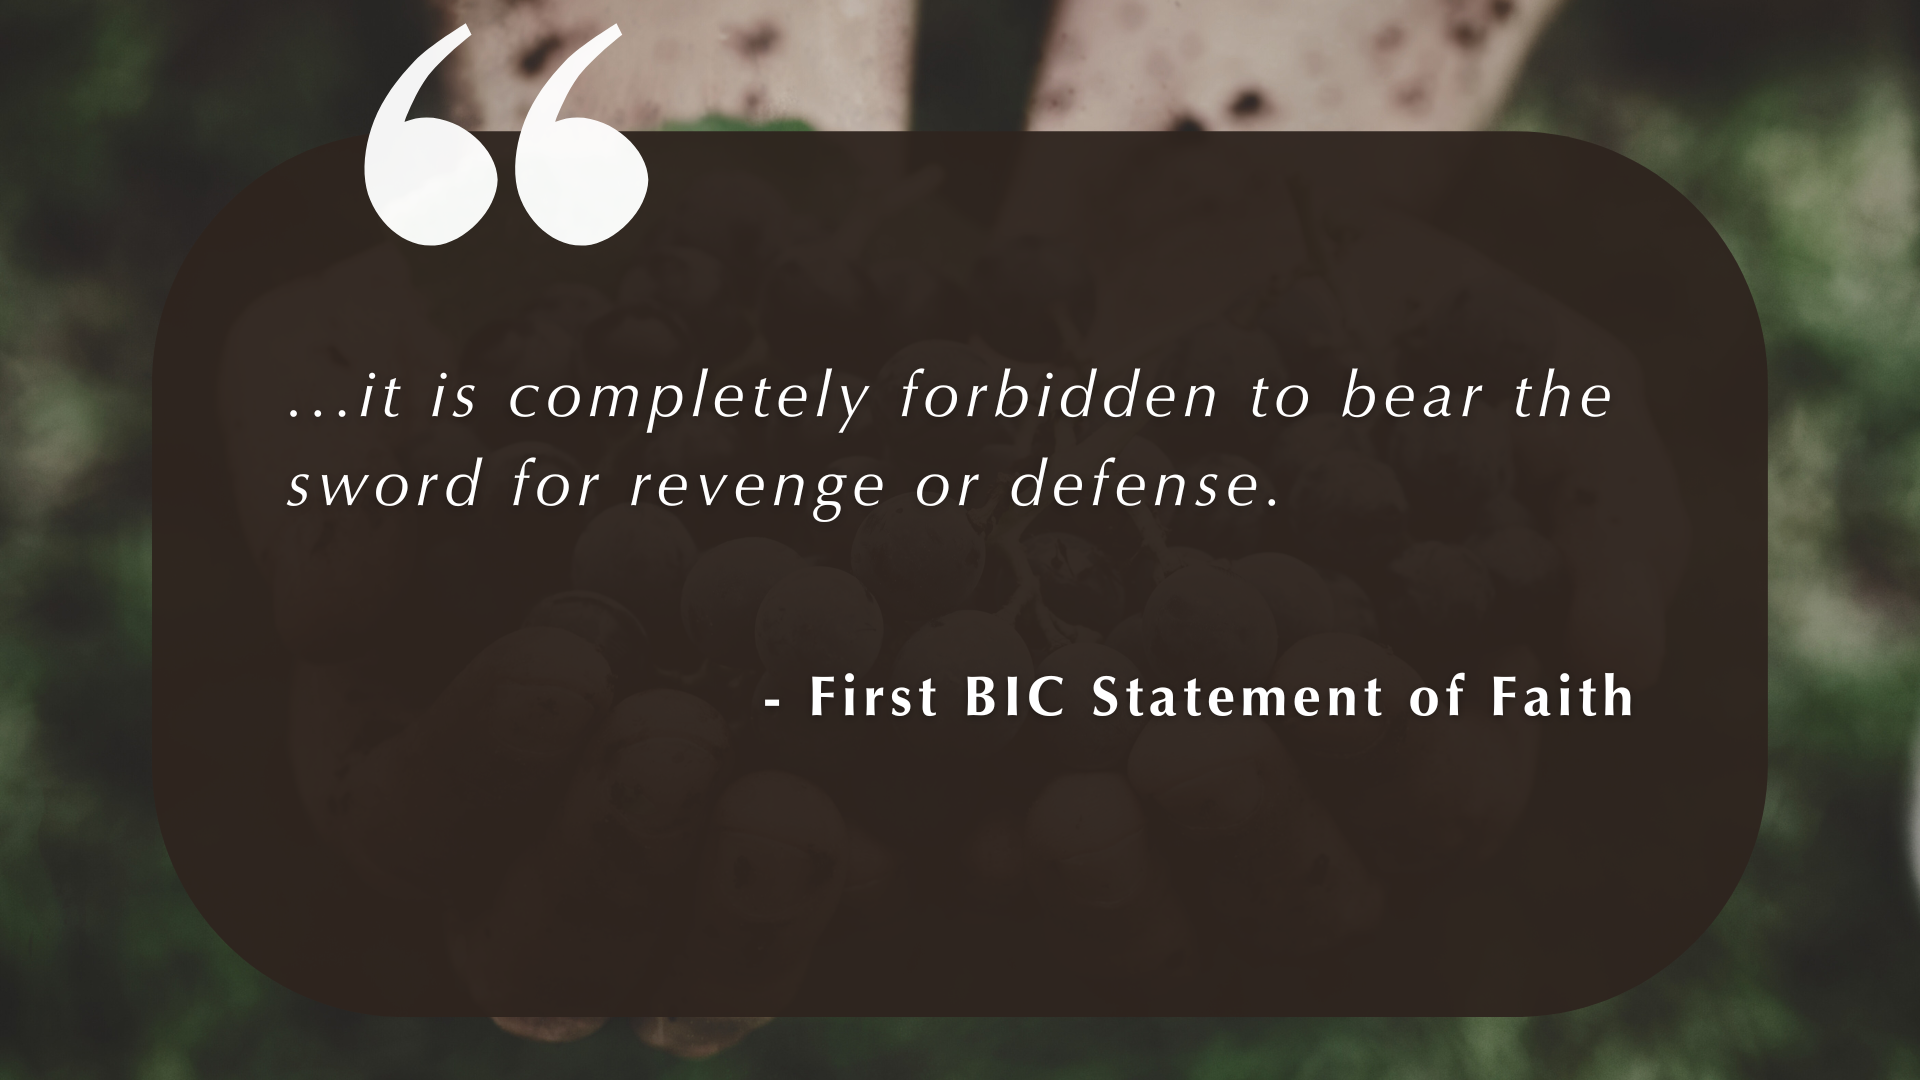 “
...it is completely forbidden to bear the
sword for revenge or defense.
- First BIC Statement of Faith